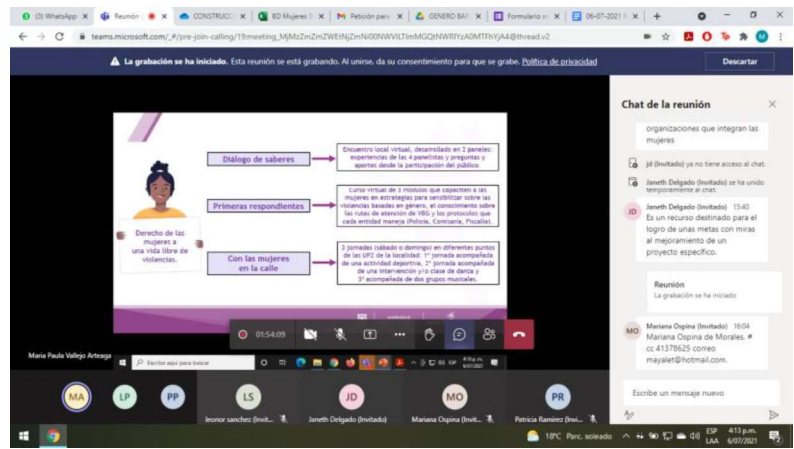 (3) WhatsApp
Reunión
CONSTRUCC
BD Mujeres
Petición para
GENERO BAR
Formulario
06-07-2021
teams.microsoft.com/_#/pre-join-calling/19:meeting_
La grabación se ha iniciado. Esta reunión se está grabando. Al unirse, da su consentimiento para que se grabe. Política de privacidad
Descartar
Derecho de las
mujeres a
una vida libre de
violencias.
Diálogo de saberes
Encuentro local virtual, desarrollado en 2 paneles:
experiencias de las 4 panelistas y preguntas y
aportes desde la participación del público.
Primeras respondientes
Curso virtual de 3 módulos que capaciten a las
mujeres en estrategias para sensibilizar sobre las
violencias basadas en género, el conocimiento sobre
las rutas de atención de VBG y los protocolos que
cada entidad maneja (Policía, Comisaría, Fiscalía).
Con las mujeres
en la calle
3 jornadas (sábado o domingo) en diferentes puntos
de las UPZ de la localidad: 1° jornada acompañada
de una actividad deportiva, 2° jornada acompañada
de una intervención y/o clase de danza y
3° acompañada de dos grupos musicales.
01:54:09
Maria Paula Vallejo Arteaga
Escribe aquí para buscar
4:13 p.m.
6/07/2021
MA
LP
PP
LS
leonor sanchez (Invit...
JD
Janeth Delgado (Invitado)
MO
Mariana Ospina (Invit...
PR
Patricia Ramirez (Invi...
Chat de la reunión
organizaciones que integran las
mujeres
jd (Invitado) ya no tiene acceso al chat.
Janeth Delgado (Invitado) se ha unido
temporalmente al chat.
JD
Janeth Delgado (Invitado) 15:40
Es un recurso destinado para el
logro de unas metas con miras
al mejoramiento de un
proyecto específico.
Reunión
La grabación se ha iniciado
MO
Mariana Ospina (Invitado) 16:04
Mariana Ospina de Morales. #
cc 41378625 correo
mayalet@hotmail.com.
Escribe un mensaje nuevo
18°C Parc. soleado
ESP
LAA
4:13 p.m.
6/07/2021